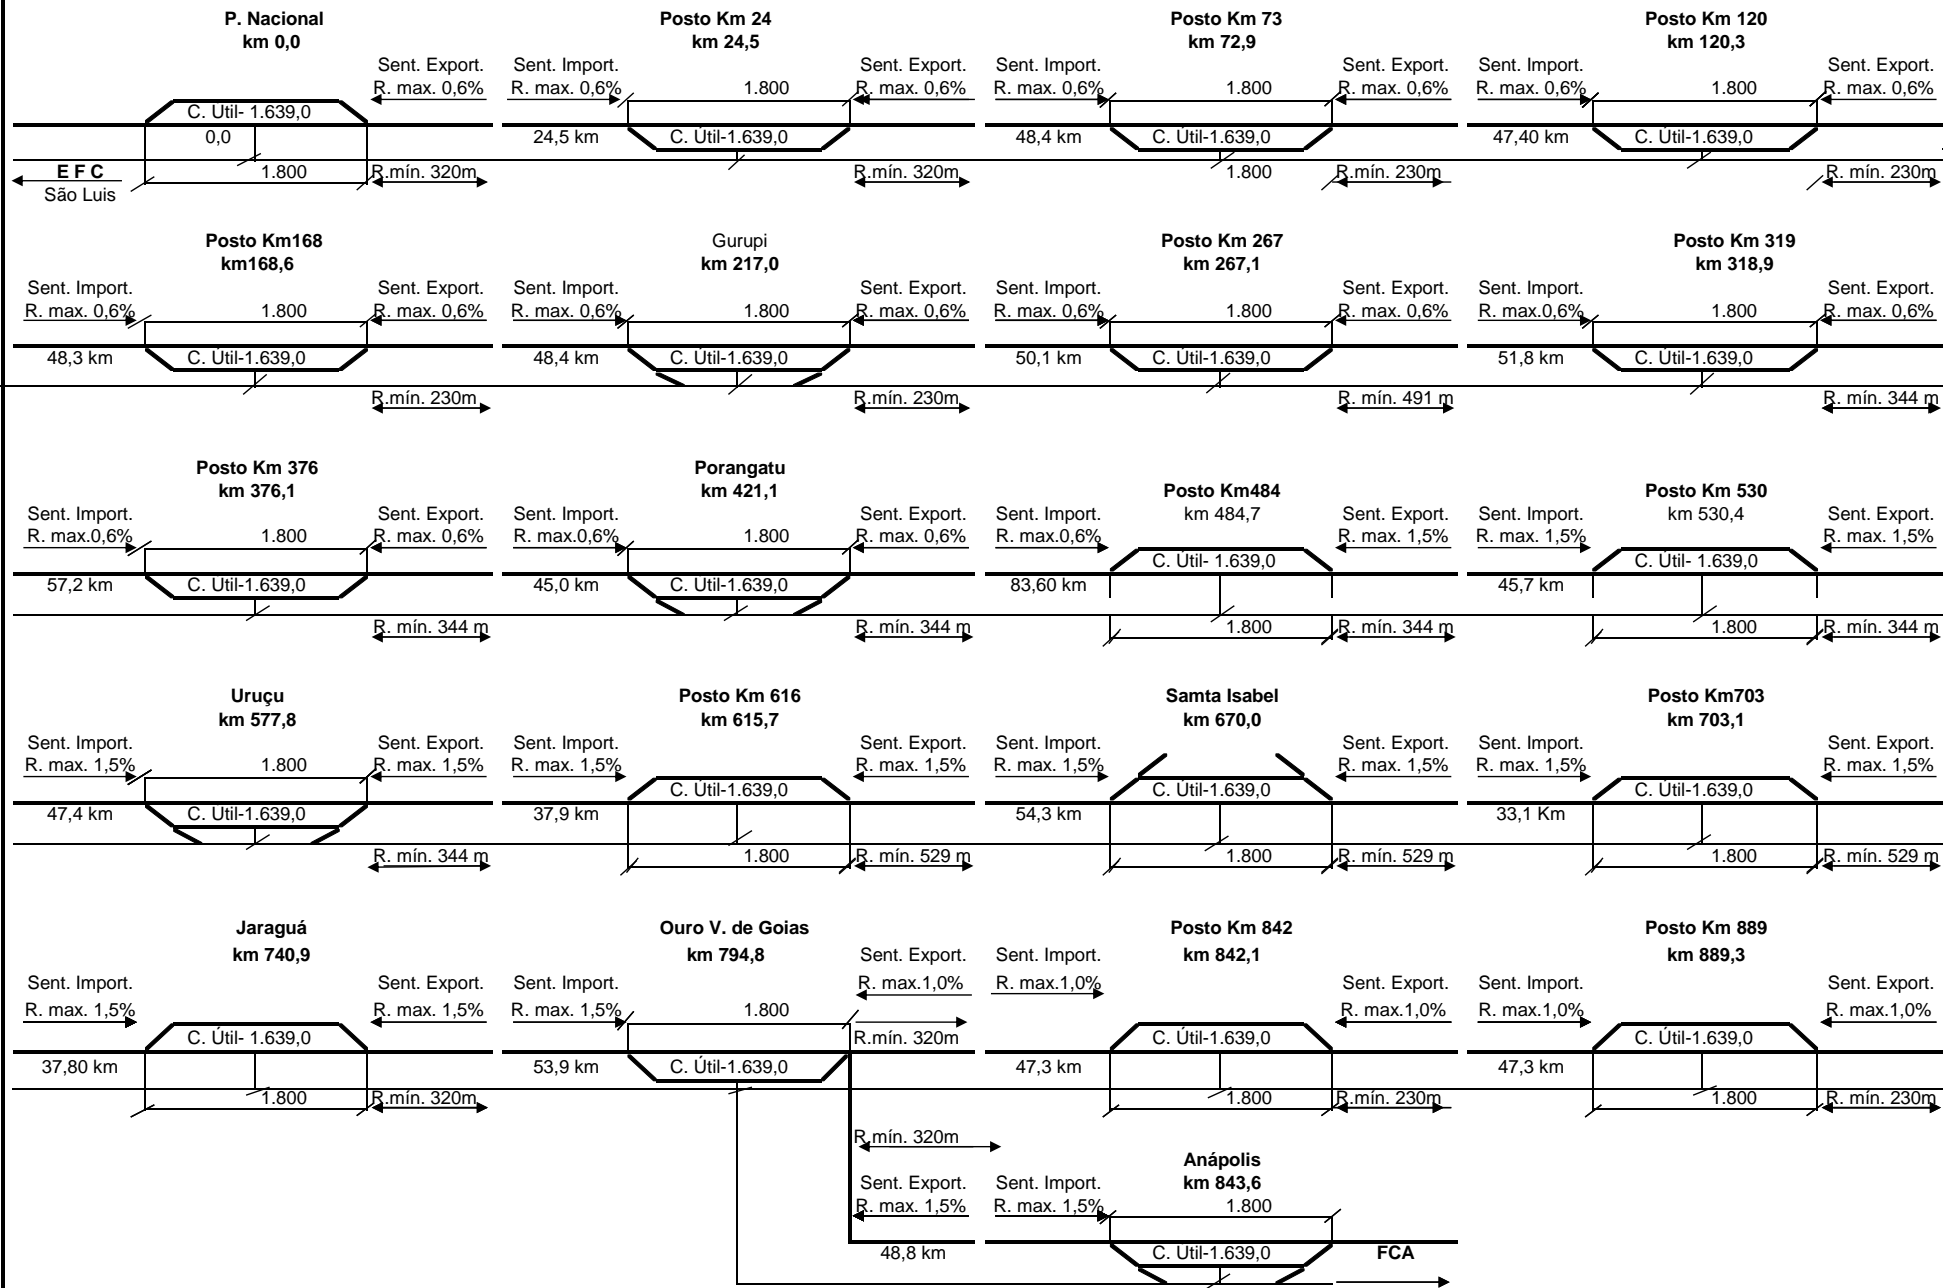 P. Nacional
km 0,0
Sent. Export.
R. max. 0,6%
C. Útil- 1.639,0
0,0
E F C
São Luis
1.800
R.mín. 320m
Posto Km 24
km 24,5
Sent. Import.
R. max. 0,6%
1.800
Sent. Export.
R. max. 0,6%
24,5 km
C. Útil-1.639,0
R.mín. 320m
Posto Km 73
km 72,9
Sent. Import.
R. max. 0,6%
1.800
Sent. Export.
R. max. 0,6%
48,4 km
C. Útil-1.639,0
1.800
R.mín. 230m
Posto Km 120
km 120,3
Sent. Import.
R. max. 0,6%
1.800
Sent. Export.
R. max. 0,6%
47,40 km
C. Útil-1.639,0
R. mín. 230m
Posto Km168
km168,6
Sent. Import.
R. max. 0,6%
1.800
Sent. Export.
R. max. 0,6%
48,3 km
C. Útil-1.639,0
R.mín. 230m
Gurupi
km 217,0
Sent. Import.
R. max. 0,6%
1.800
Sent. Export.
R. max. 0,6%
48,4 km
C. Útil-1.639,0
R.mín. 230m
Posto Km 267
km 267,1
Sent. Import.
R. max. 0,6%
1.800
Sent. Export.
R. max. 0,6%
50,1 km
C. Útil-1.639,0
R. mín. 491 m
Posto Km 319
km 318,9
Sent. Import.
R. max.0,6%
1.800
Sent. Export.
R. max. 0,6%
51,8 km
C. Útil-1.639,0
R. mín. 344 m
Posto Km 376
km 376,1
Sent. Import.
R. max.0,6%
1.800
Sent. Export.
R. max. 0,6%
57,2 km
C. Útil-1.639,0
R. mín. 344 m
Porangatu
km 421,1
Sent. Import.
R. max.0,6%
1.800
Sent. Export.
R. max. 0,6%
45,0 km
C. Útil-1.639,0
R. mín. 344 m
Posto Km484
km 484,7
Sent. Import.
R. max.0,6%
Sent. Export.
R. max. 1,5%
C. Útil- 1.639,0
83,60 km
1.800
R. mín. 344 m
Posto Km 530
km 530,4
Sent. Import.
R. max. 1,5%
Sent. Export.
R. max. 1,5%
C. Útil- 1.639,0
45,7 km
1.800
R. mín. 344 m
Uruçu
km 577,8
Sent. Import.
R. max. 1,5%
1.800
Sent. Export.
R. max. 1,5%
47,4 km
C. Útil-1.639,0
R. mín. 344 m
Posto Km 616
km 615,7
Sent. Import.
R. max. 1,5%
Sent. Export.
R. max. 1,5%
C. Útil-1.639,0
37,9 km
1.800
R. mín. 529 m
Samta Isabel
km 670,0
Sent. Import.
R. max. 1,5%
Sent. Export.
R. max. 1,5%
C. Útil-1.639,0
54,3 km
1.800
R. mín. 529 m
Posto Km703
km 703,1
Sent. Import.
R. max. 1,5%
Sent. Export.
R. max. 1,5%
C. Útil-1.639,0
33,1 Km
1.800
R. mín. 529 m
Jaraguá
km 740,9
Sent. Import.
R. max. 1,5%
Sent. Export.
R. max. 1,5%
C. Útil- 1.639,0
37,80 km
1.800
R.mín. 320m
Ouro V. de Goias
km 794,8
Sent. Export.
R. max.1,0%
Sent. Import.
R. max. 1,5%
1.800
R.mín. 320m
53,9 km
C. Útil-1.639,0
Posto Km 842
km 842,1
Sent. Import.
R. max.1,0%
Sent. Export.
R. max.1,0%
C. Útil-1.639,0
47,3 km
1.800
R.mín. 230m
Posto Km 889
km 889,3
Sent. Import.
R. max.1,0%
Sent. Export.
R. max.1,0%
C. Útil-1.639,0
47,3 km
1.800
R. mín. 230m
R.mín. 320m
Sent. Export.
R. max. 1,5%
48,8 km
Anápolis
km 843,6
Sent. Import.
R. max. 1,5%
1.800
C. Útil-1.639,0
FCA